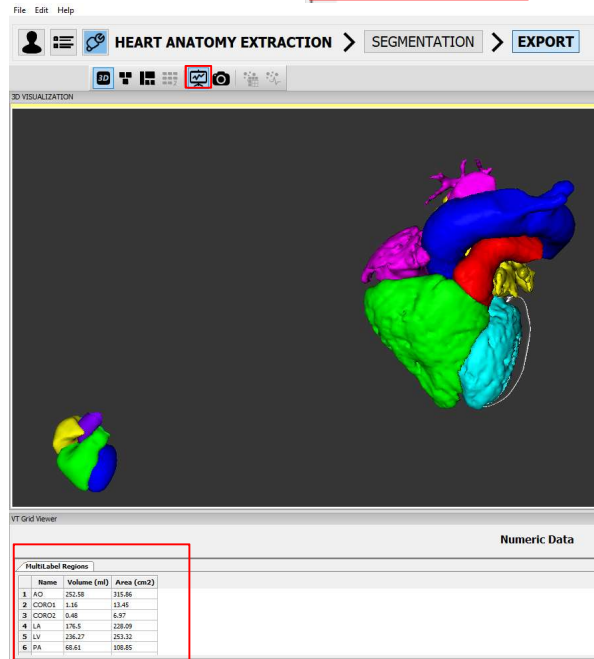 File Edit Help
HEART ANATOMY EXTRACTION > SEGMENTATION > EXPORT
3D
3D VISUALIZATION
VT Grid Viewer
Numeric Data
MultiLabel Regions
Name Volume (ml) Area (cm2)
1 AO 252.58 315.86
2 CORO1 1.16 13.45
3 CORO2 0.48 6.97
4 LA 176.5 228.09
5 LV 236.27 253.32
6 PA 68.61 108.85